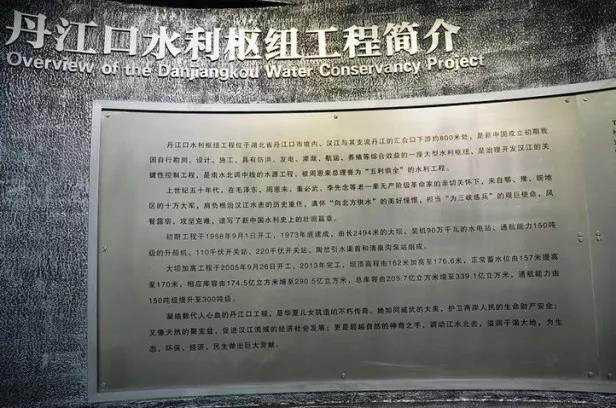 丹江口水利枢纽工程简介
Overview of the Danjiangkou Water Conservancy Project
丹江口水利枢纽工程位于湖北省丹江口市境内、汉江与其支流丹江的汇合口下游约800米处，是新中国成立初期我
国自行勘测、设计、施工，具有防洪、发电、灌溉、航运、养殖等综合效益的一座大型水利枢纽，是治理开发汉江的关
键性控制工程，是南水北调中线的水源工程，被周恩来总理誉为“五利俱全”的水利工程。
上世纪五十年代，在毛泽东、周恩来、董必武、李先念等老一辈无产阶级革命家的亲切关怀下，来自鄂、豫、皖地
区的十万大军，肩负根治汉江水患的历史重任，满怀“向北方供水”的美好憧憬，担当“为三峡练兵”的艰巨使命，风
餐露宿，攻坚克难，谱写了新中国水利史上的壮丽篇章。
初期工程于1958年9月1日开工，1973年底建成，由长2494米的大坝、装机90万千瓦的水电站、通航能力150吨
级的升船机、110千伏开关站、220千伏开关站、陶岔引水渠首和清泉沟泵站组成。
大坝加高工程于2005年9月26日开工，2013年完工，坝顶高程由162米加高至176.6米，正常蓄水位由157米提高
至170米，相应库容由174.5亿立方米增至290.5亿立方米，总库容由209.7亿立方米增至339.1亿立方米，通航能力由
150吨级提升至300吨级。
凝结数代人心血的丹江口工程，是华夏儿女筑造的不朽传奇。她如同威武的大禹，护卫两岸人民的生命财产安全；
又像天然的聚宝盆，促进汉江流域的经济社会发展；更是超越自然的神奇之手，调动江水北去，滋润干渴大地，为生
态、环保、经济、民生做出巨大贡献。